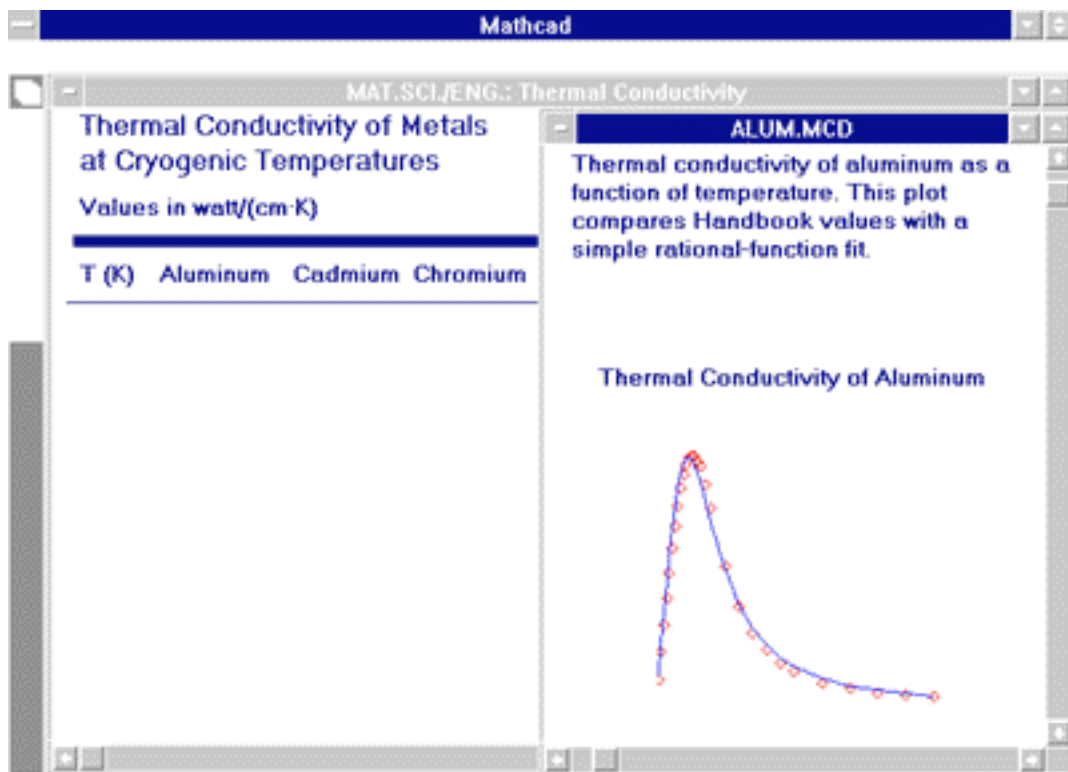 Mathcad
MAT.SCI./ENG.: Thermal Conductivity
Thermal Conductivity of Metals
at Cryogenic Temperatures
Values in watt/(cm·K)
T (K) Aluminum Cadmium Chromium
ALUM.MCD
Thermal conductivity of aluminum as a
function of temperature. This plot
compares Handbook values with a
simple rational-function fit.
Thermal Conductivity of Aluminum